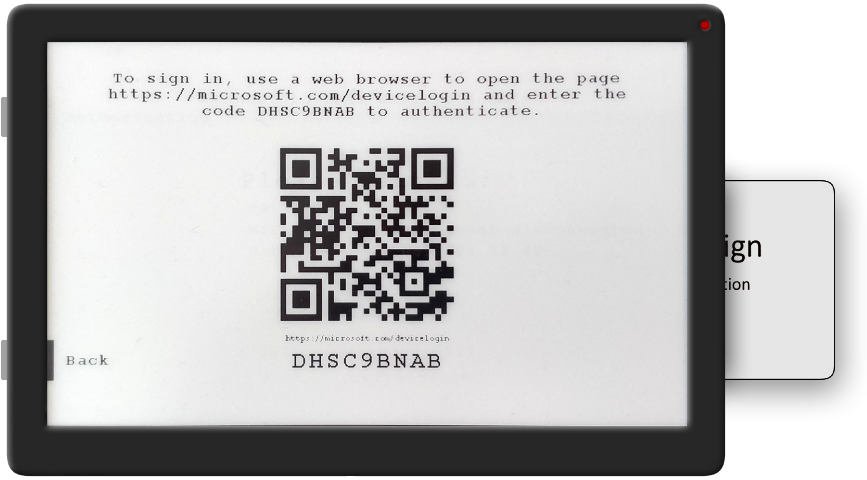 To sign in, use a web browser to open the page
https://microsoft.com/devicelogin and enter the
code DHSC9BNAB to authenticate.
ign
tion
https://microsoft.com/devicelogin
DHSC9BNAB
Back